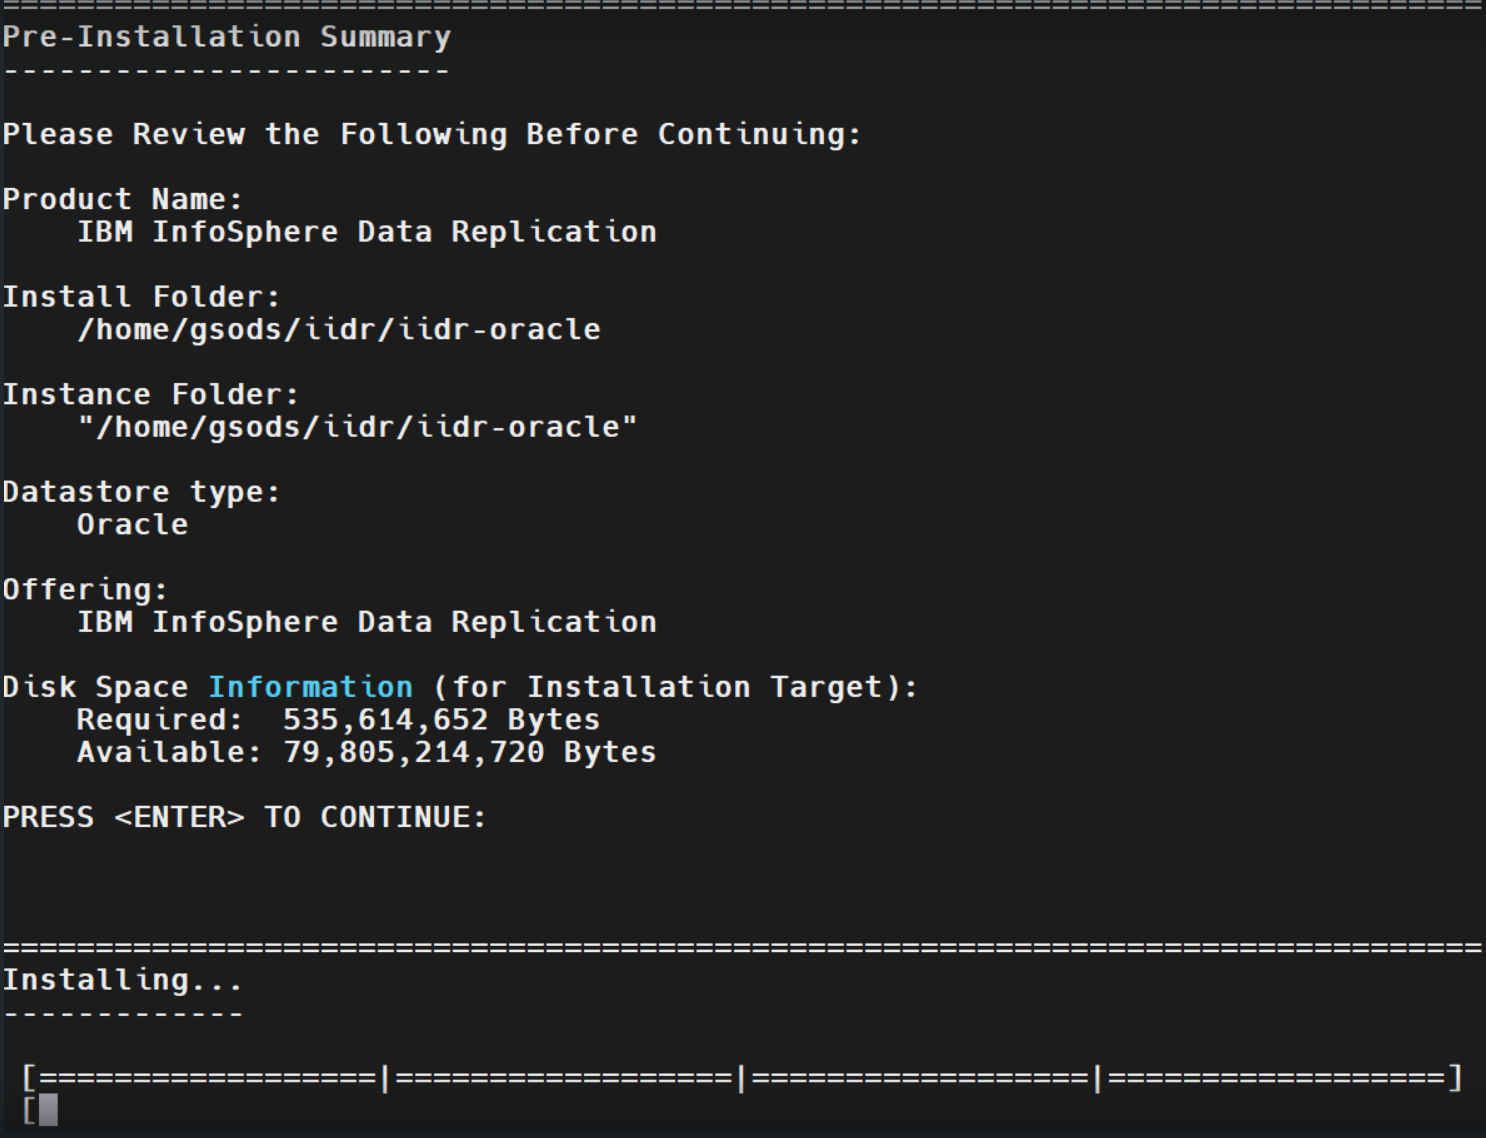 ===============================================================================
Pre-Installation Summary
------------------------
Please Review the Following Before Continuing:
Product Name:
    IBM InfoSphere Data Replication
Install Folder:
    /home/gsods/iidr/iidr-oracle
Instance Folder:
    "/home/gsods/iidr/iidr-oracle"
Datastore type:
    Oracle
Offering:
    IBM InfoSphere Data Replication
Disk Space Information (for Installation Target):
    Required:  535,614,652 Bytes
    Available: 79,805,214,720 Bytes
PRESS <ENTER> TO CONTINUE:
===============================================================================
Installing...
-------------
 [==================|==================|==================|==================]
 [